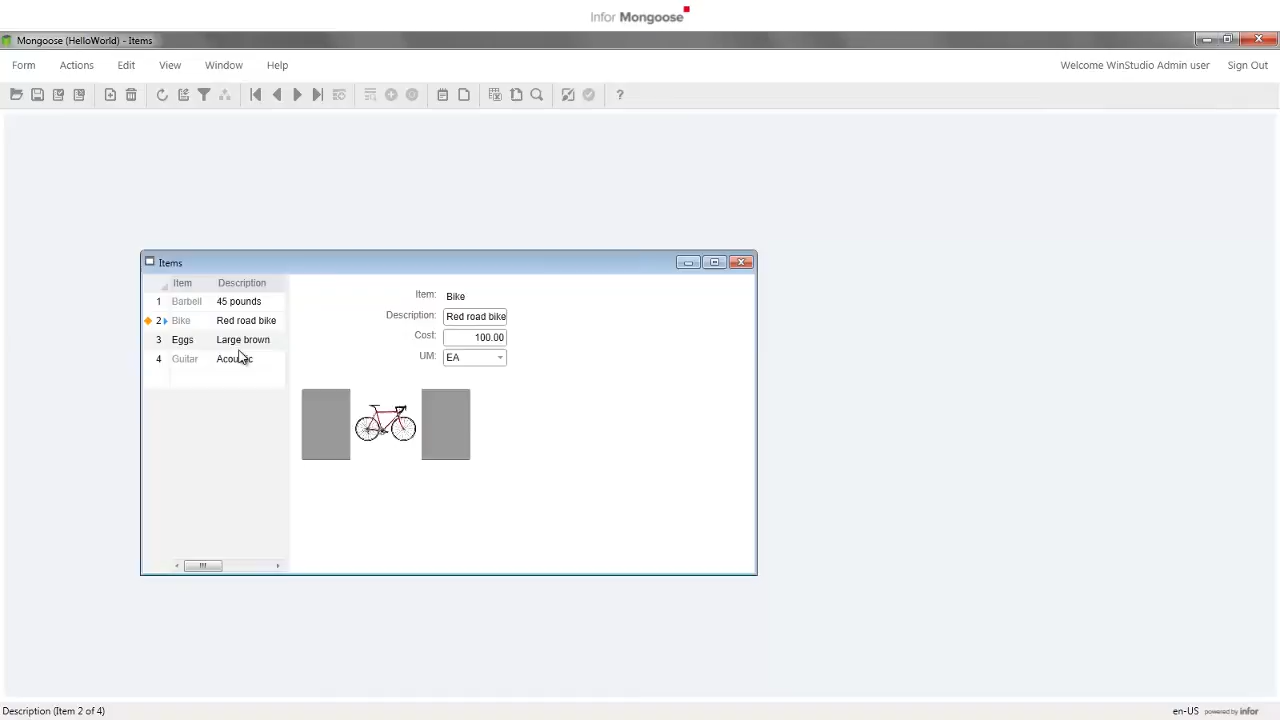 Infor Mongoose
Mongoose (HelloWorld) - Items
Form Actions Edit View Window Help Welcome WinStudio Admin user Sign Out
Items
Item Description
1 Barbell 45 pounds
2 Bike Red road bike
3 Eggs Large brown
4 Guitar Acoustic
Item: Bike
Description: Red road bike
Cost: 100.00
UM: EA
Description (Item 2 of 4) en-US powered by infor